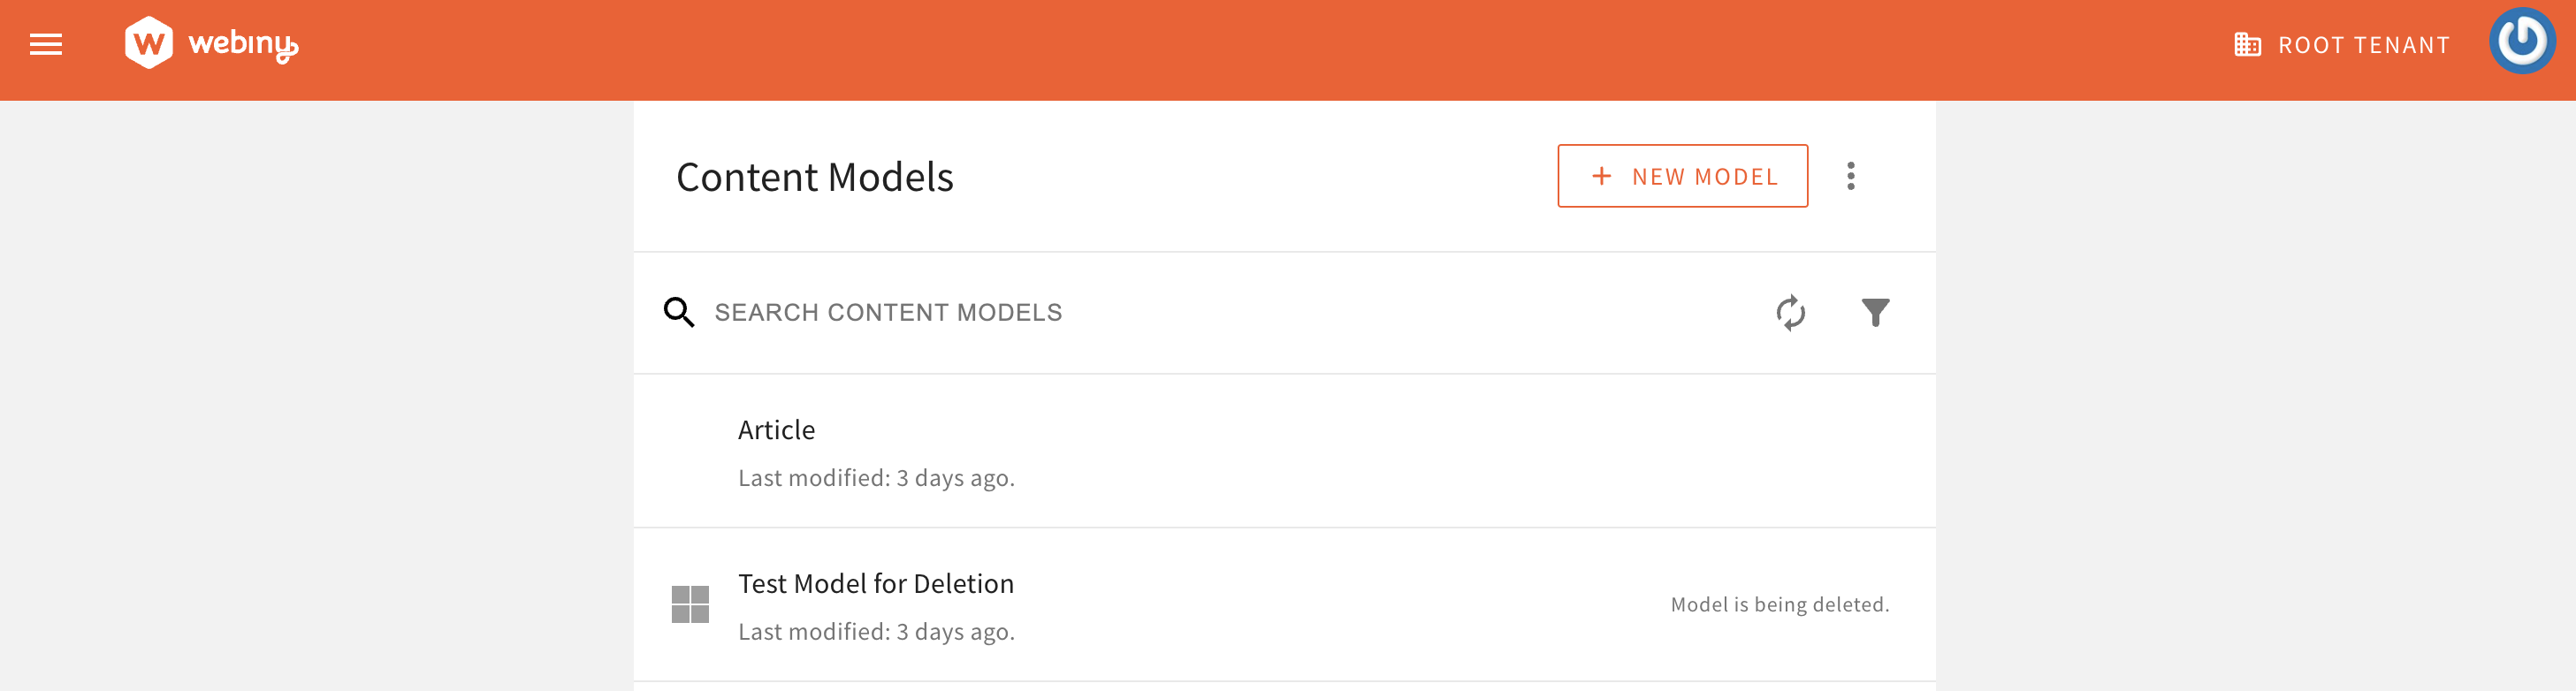 webiny
ROOT TENANT
Content Models
+ NEW MODEL
SEARCH CONTENT MODELS
Article
Last modified: 3 days ago.
Test Model for Deletion
Last modified: 3 days ago.
Model is being deleted.